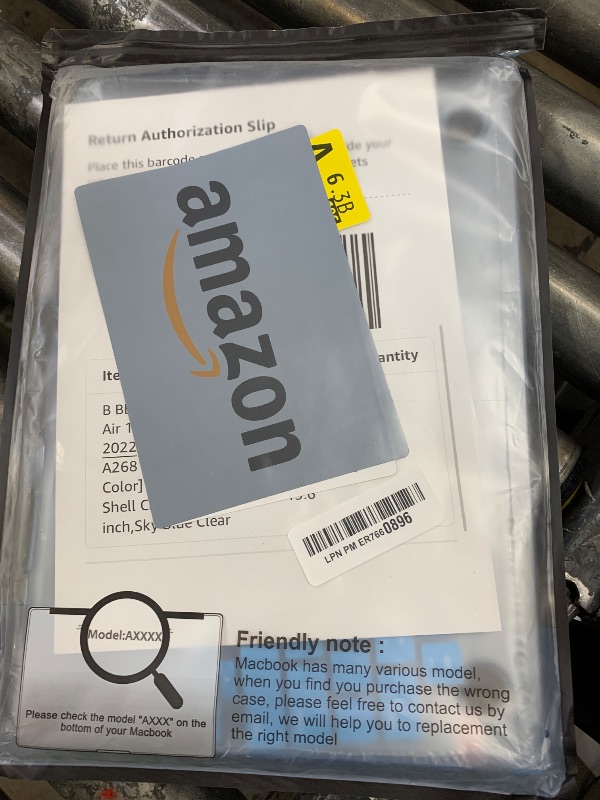 Return Authorization Slip
Place this barcode
de your
ets
6.3B
amazon
antity
Air 1
2022
A268
Color]
Shell C
inch,Sky Blue Clear
LPN PM ER7660896
Model:AXXXX
Please check the model "AXXX" on the
bottom of your Macbook
Friendly note :
Macbook has many various model,
when you find you purchase the wrong
case, please feel free to contact us by
email, we will help you to replacement
the right model